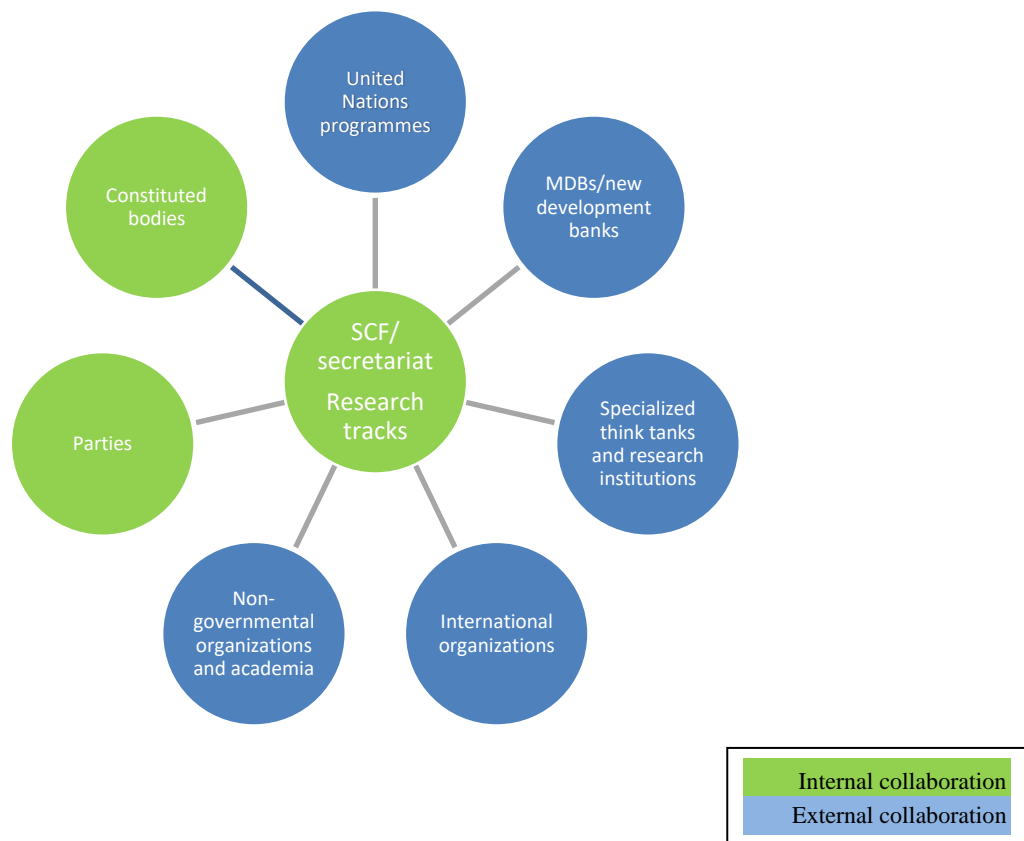 United
Nations
programmes
MDBs/new
development
banks
Constituted
bodies
SCF/
secretariat
Research
tracks
Specialized
think tanks
and research
institutions
Parties
Non-
governmental
organizations
and academia
International
organizations
Internal collaboration
External collaboration